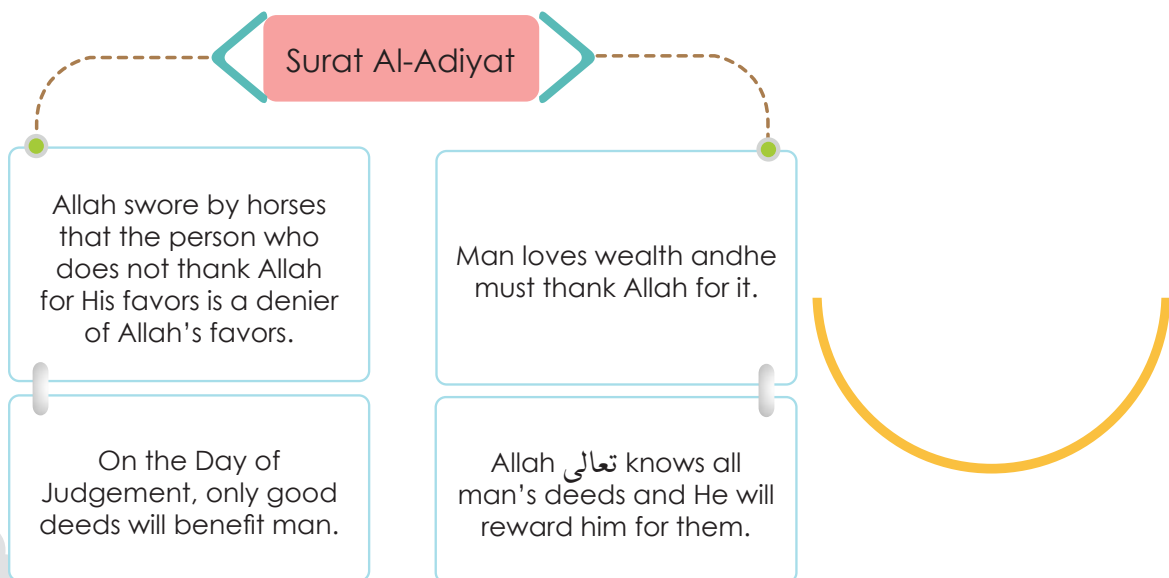 Surat Al-Adiyat
Allah swore by horses
that the person who
does not thank Allah
for His favors is a denier
of Allah’s favors.
Man loves wealth andhe
must thank Allah for it.
On the Day of
Judgement, only good
deeds will benefit man.
Allah تعالى knows all
man’s deeds and He will
reward him for them.